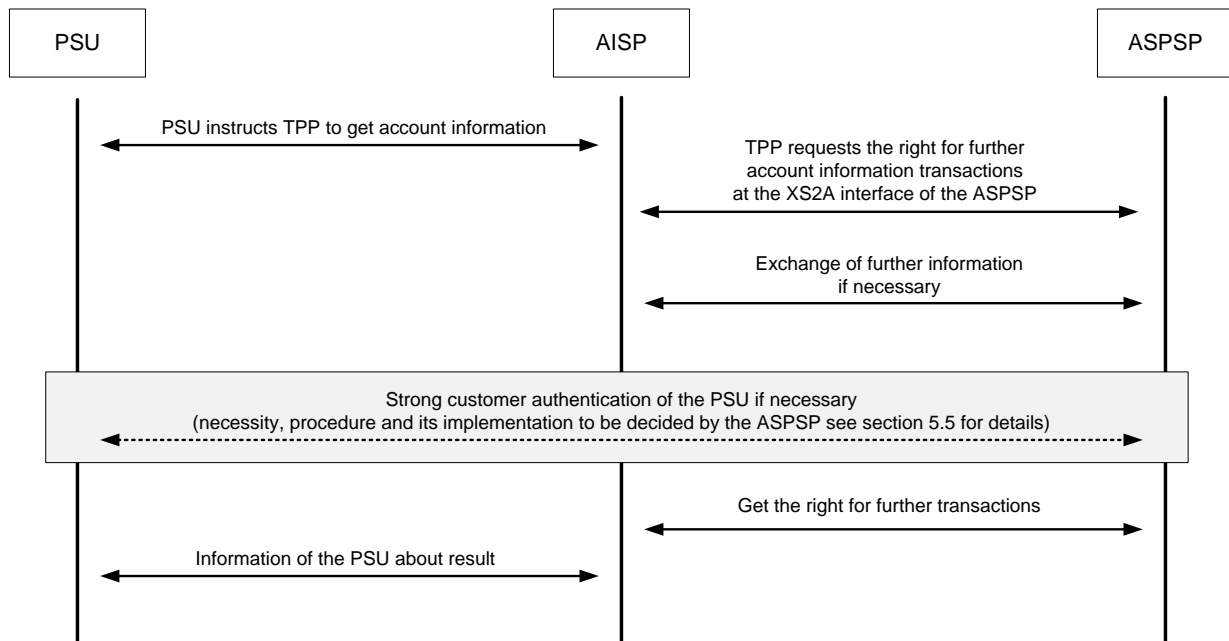 PSU
AISP
ASPSP
PSU instructs TPP to get account information
TPP requests the right for further
account information transactions
at the XS2A interface of the ASPSP
Exchange of further information
if necessary
Strong customer authentication of the PSU if necessary
(necessity, procedure and its implementation to be decided by the ASPSP see section 5.5 for details)
Get the right for further transactions
Information of the PSU about result